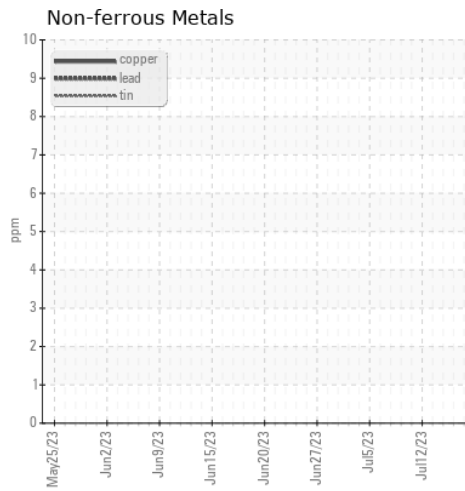 Non-ferrous Metals
10
9
8
7
6
5
4
3
2
1
0
ppm
copper
lead
tin
May25/23
Jun2/23
Jun9/23
Jun15/23
Jun20/23
Jun27/23
Jul5/23
Jul12/23